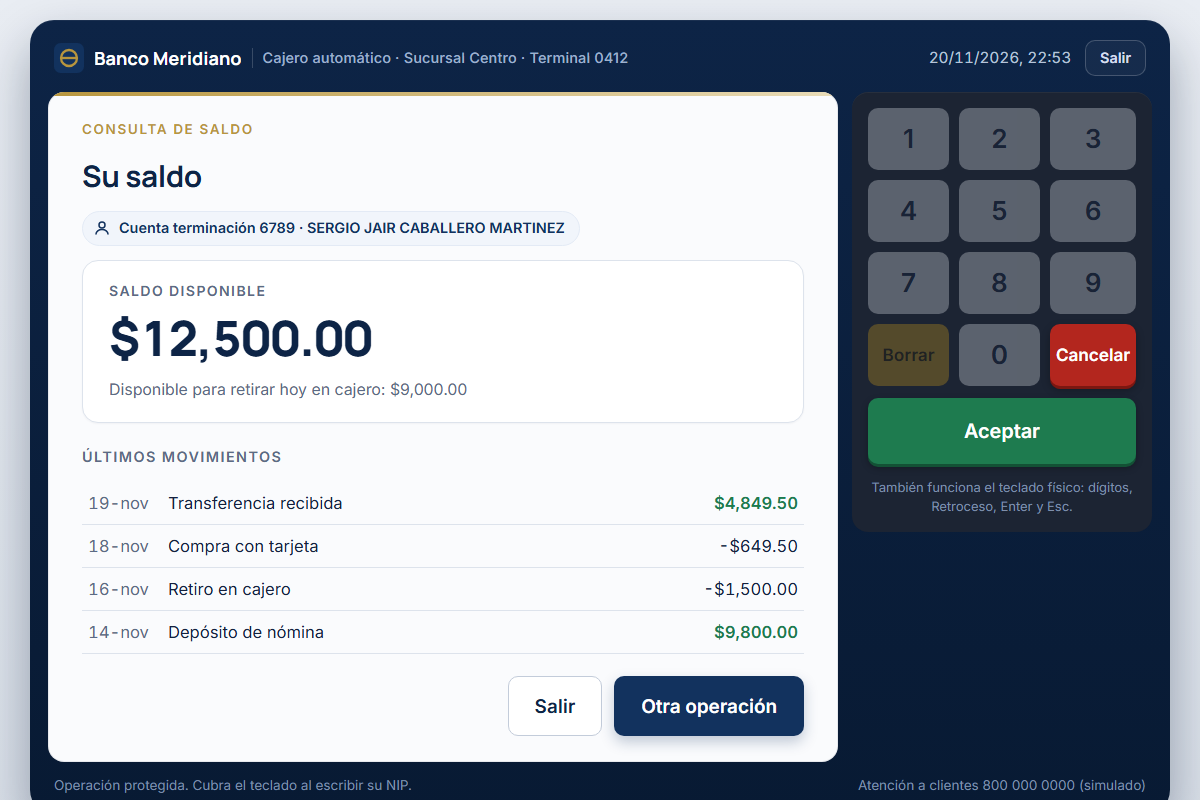 Banco Meridiano Cajero automático · Sucursal Centro · Terminal 0412 20/11/2026, 22:53 Salir
CONSULTA DE SALDO
Su saldo
Cuenta terminación 6789 · SERGIO JAIR CABALLERO MARTINEZ
SALDO DISPONIBLE
$12,500.00
Disponible para retirar hoy en cajero: $9,000.00
ÚLTIMOS MOVIMIENTOS
19-nov Transferencia recibida $4,849.50
18-nov Compra con tarjeta -$649.50
16-nov Retiro en cajero -$1,500.00
14-nov Depósito de nómina $9,800.00
Salir Otra operación
1 2 3
4 5 6
7 8 9
Borrar 0 Cancelar
Aceptar
También funciona el teclado físico: dígitos,
Retroceso, Enter y Esc.
Operación protegida. Cubra el teclado al escribir su NIP.
Atención a clientes 800 000 0000 (simulado)